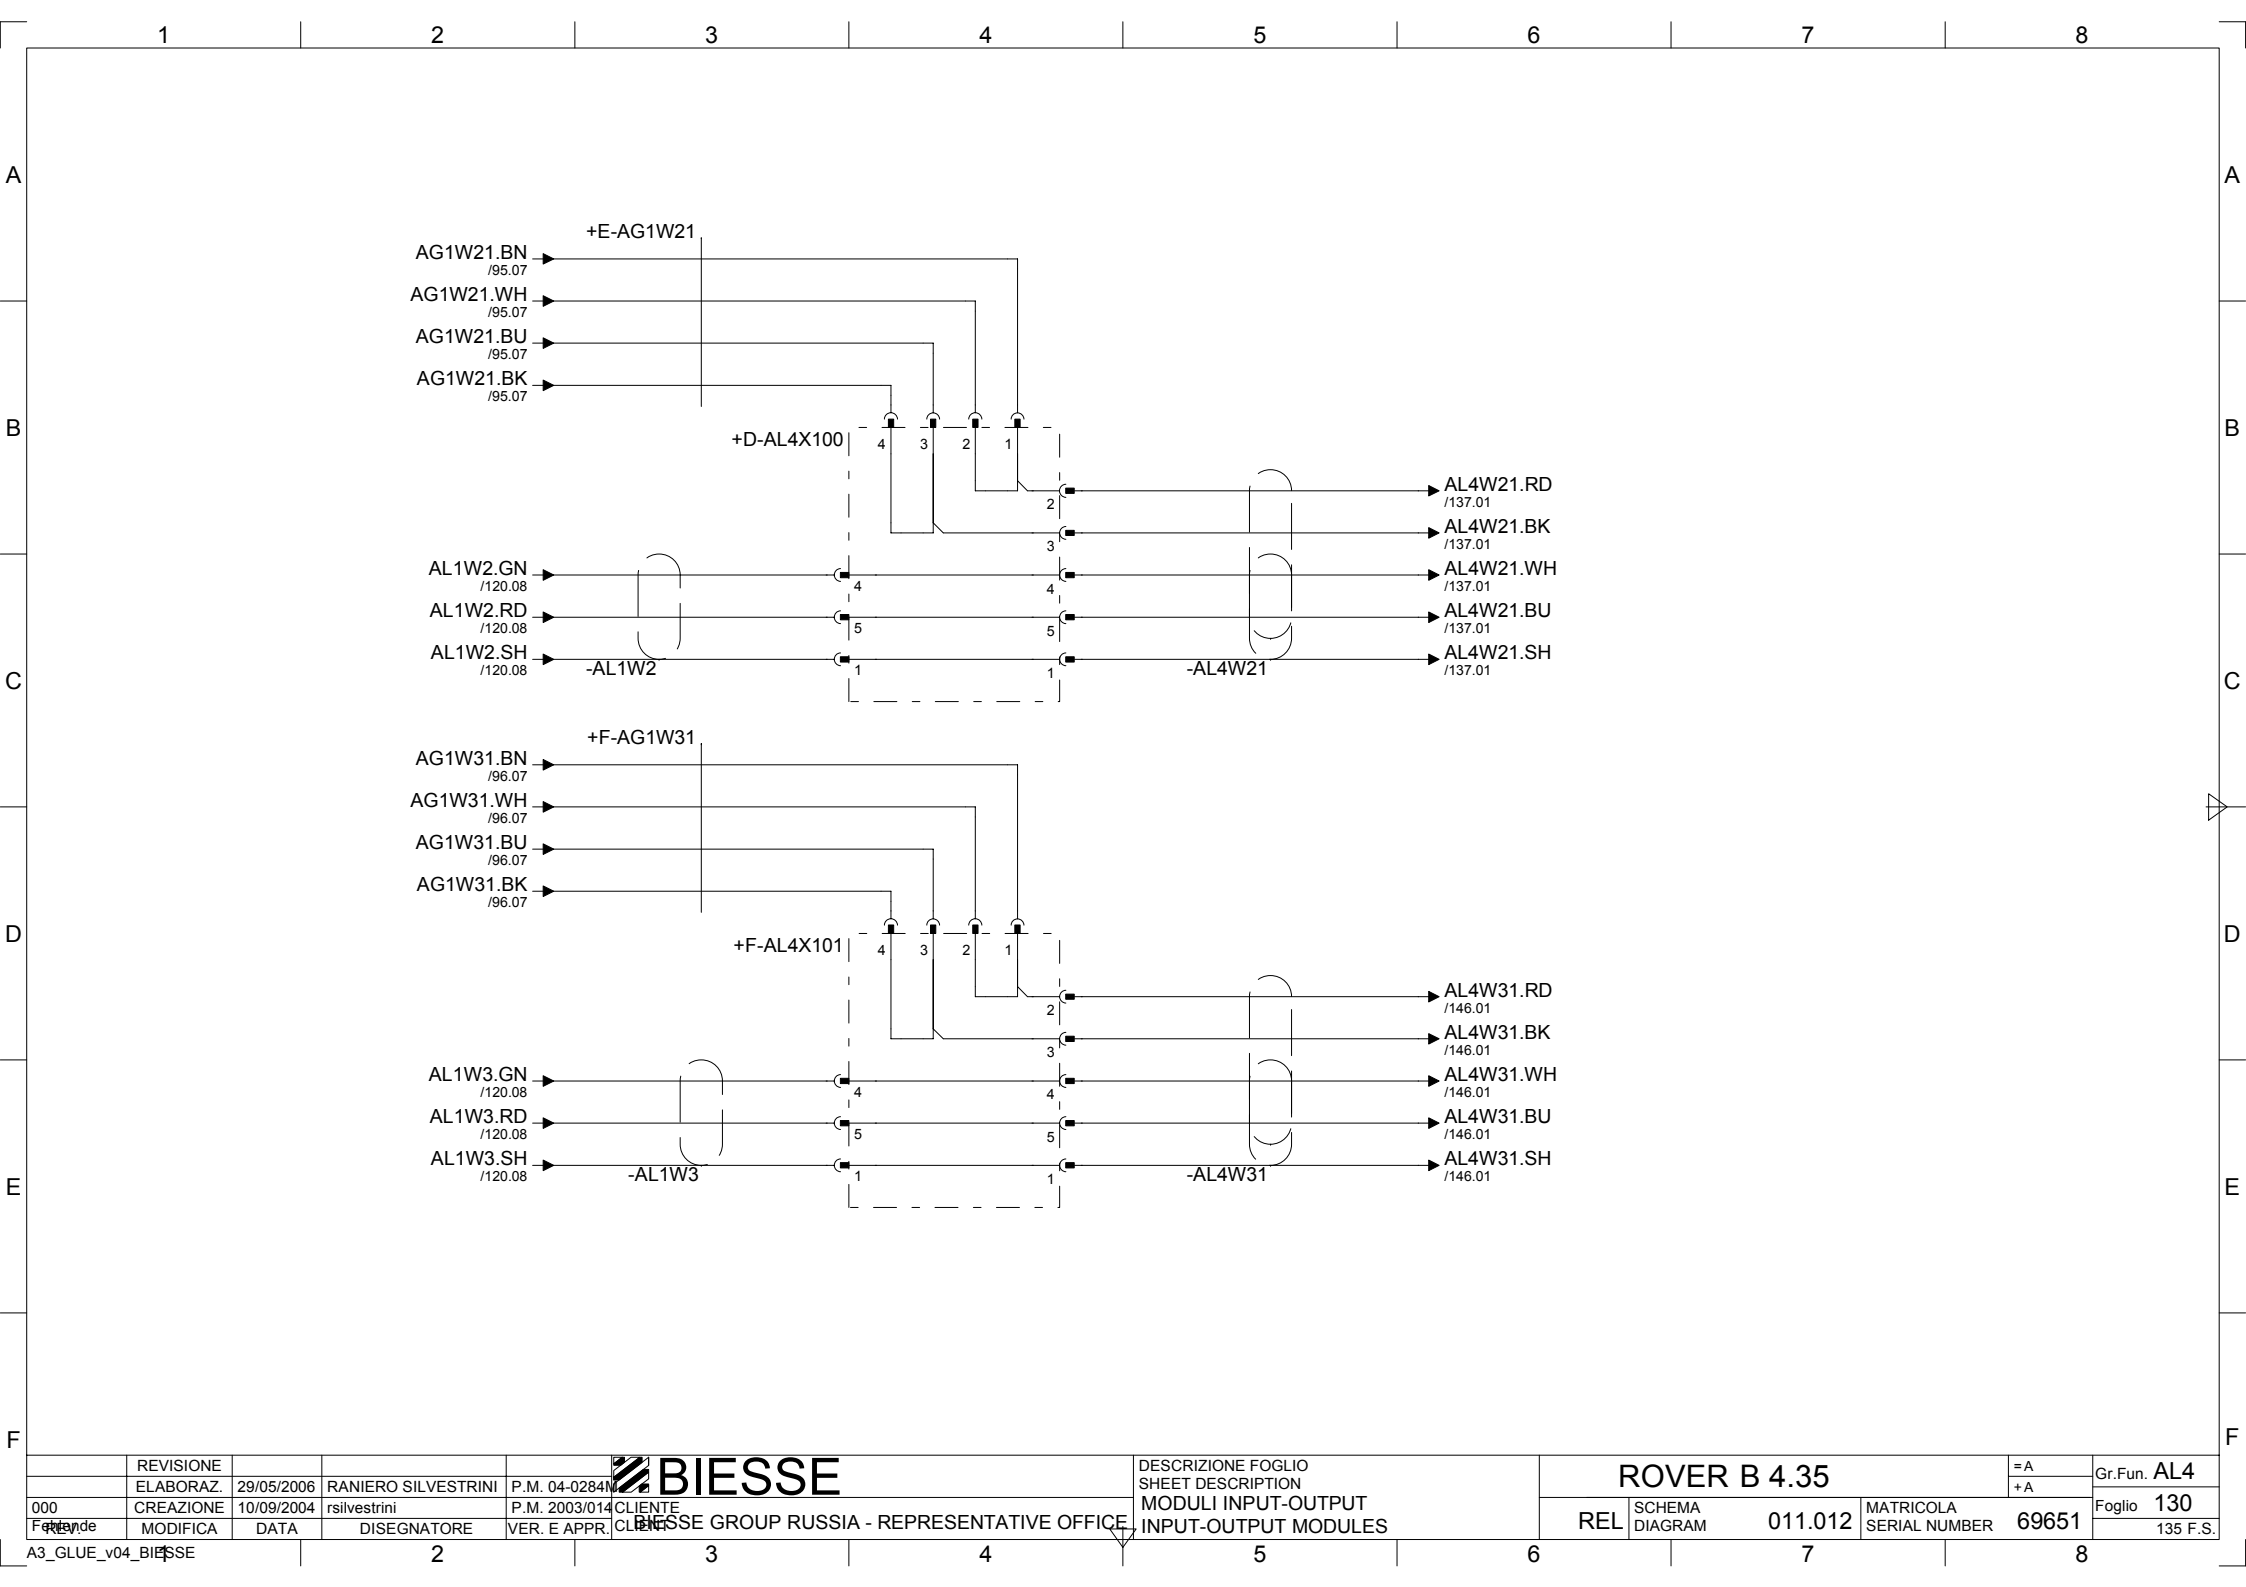 1 2 3 4 5 6 7 8
A A
+E-AG1W21
AG1W21.BN
/95.07
AG1W21.WH
/95.07
AG1W21.BU
/95.07
AG1W21.BK
/95.07
B B
+D-AL4X100
4 3 2 1
2
AL4W21.RD
/137.01
3
AL4W21.BK
/137.01
AL1W2.GN
/120.08
4 4
AL4W21.WH
/137.01
AL1W2.RD
/120.08
5 5
AL4W21.BU
/137.01
AL1W2.SH
/120.08
-AL1W2
1 1
-AL4W21
AL4W21.SH
/137.01
C C
+F-AG1W31
AG1W31.BN
/96.07
AG1W31.WH
/96.07
AG1W31.BU
/96.07
AG1W31.BK
/96.07
D D
+F-AL4X101
4 3 2 1
2
AL4W31.RD
/146.01
3
AL4W31.BK
/146.01
AL1W3.GN
/120.08
4 4
AL4W31.WH
/146.01
AL1W3.RD
/120.08
5 5
AL4W31.BU
/146.01
AL1W3.SH
/120.08
-AL1W3
1 1
-AL4W31
AL4W31.SH
/146.01
E E
F F
REVISIONE
ELABORAZ. 29/05/2006 RANIERO SILVESTRINI P.M. 04-0284M
000 CREAZIONE 10/09/2004 rsilvestrini P.M. 2003/014
Fehlende REV. MODIFICA DATA DISEGNATORE VER. E APPR.
BIESSE
CLIENTE
CLIENT BIESSE GROUP RUSSIA - REPRESENTATIVE OFFICE
DESCRIZIONE FOGLIO
SHEET DESCRIPTION
MODULI INPUT-OUTPUT
INPUT-OUTPUT MODULES
ROVER B 4.35
REL SCHEMA DIAGRAM 011.012 MATRICOLA SERIAL NUMBER 69651
=A
+A
Gr.Fun. AL4
Foglio 130
135 F.S.
A3_GLUE_v04_BIESSE
1 2 3 4 5 6 7 8